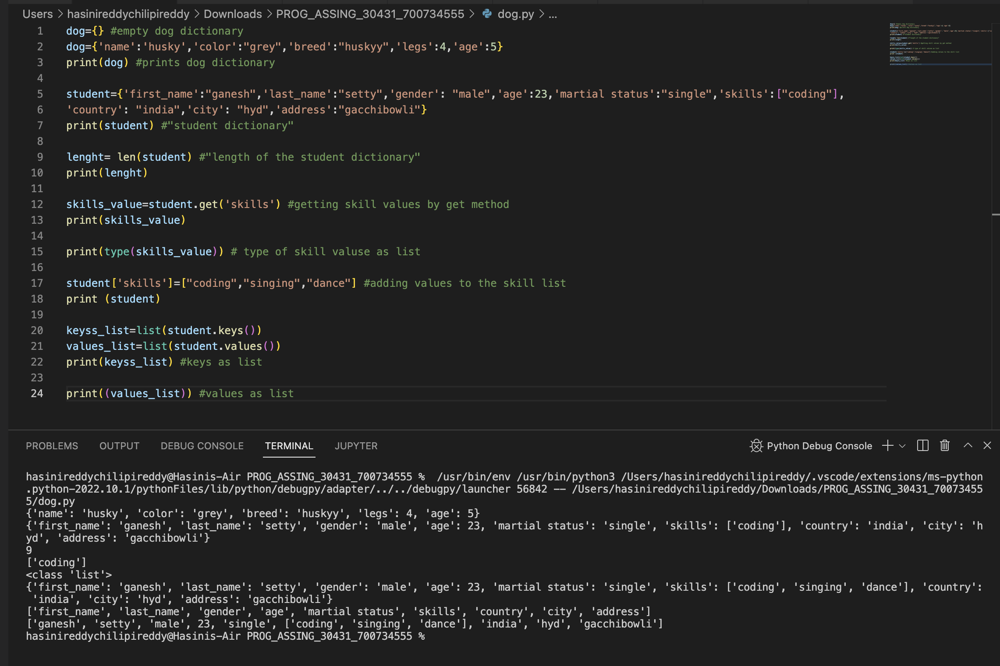 Users > hasinireddychilipireddy > Downloads > PROG_ASSING_30431_700734555 > dog.py > ...
1 dog={} #empty dog dictionary
2 dog={'name':'husky','color':"grey",'breed':"huskyy",'legs':4,'age':5}
3 print(dog) #prints dog dictionary
4
5 student={'first_name':"ganesh",'last_name':"setty",'gender': "male",'age':23,'martial status':"single",'skills':["coding"],
6 'country': "india",'city': "hyd",'address':"gacchibowli"}
7 print(student) #"student dictionary"
8
9 lenght= len(student) #"length of the student dictionary"
10 print(lenght)
11
12 skills_value=student.get('skills') #getting skill values by get method
13 print(skills_value)
14
15 print(type(skills_value)) # type of skill valuse as list
16
17 student['skills']=["coding","singing","dance"] #adding values to the skill list
18 print (student)
19
20 keyss_list=list(student.keys())
21 values_list=list(student.values())
22 print(keyss_list) #keys as list
23
24 print((values_list)) #values as list
PROBLEMS OUTPUT DEBUG CONSOLE TERMINAL JUPYTER Python Debug Console
hasinireddychilipireddy@Hasinis-Air PROG_ASSING_30431_700734555 %  /usr/bin/env /usr/bin/python3 /Users/hasinireddychilipireddy/.vscode/extensions/ms-python
.python-2022.10.1/pythonFiles/lib/python/debugpy/adapter/../../debugpy/launcher 56842 -- /Users/hasinireddychilipireddy/Downloads/PROG_ASSING_30431_70073455
5/dog.py
{'name': 'husky', 'color': 'grey', 'breed': 'huskyy', 'legs': 4, 'age': 5}
{'first_name': 'ganesh', 'last_name': 'setty', 'gender': 'male', 'age': 23, 'martial status': 'single', 'skills': ['coding'], 'country': 'india', 'city': 'h
yd', 'address': 'gacchibowli'}
9
['coding']
<class 'list'>
{'first_name': 'ganesh', 'last_name': 'setty', 'gender': 'male', 'age': 23, 'martial status': 'single', 'skills': ['coding', 'singing', 'dance'], 'country':
 'india', 'city': 'hyd', 'address': 'gacchibowli'}
['first_name', 'last_name', 'gender', 'age', 'martial status', 'skills', 'country', 'city', 'address']
['ganesh', 'setty', 'male', 23, 'single', ['coding', 'singing', 'dance'], 'india', 'hyd', 'gacchibowli']
hasinireddychilipireddy@Hasinis-Air PROG_ASSING_30431_700734555 %